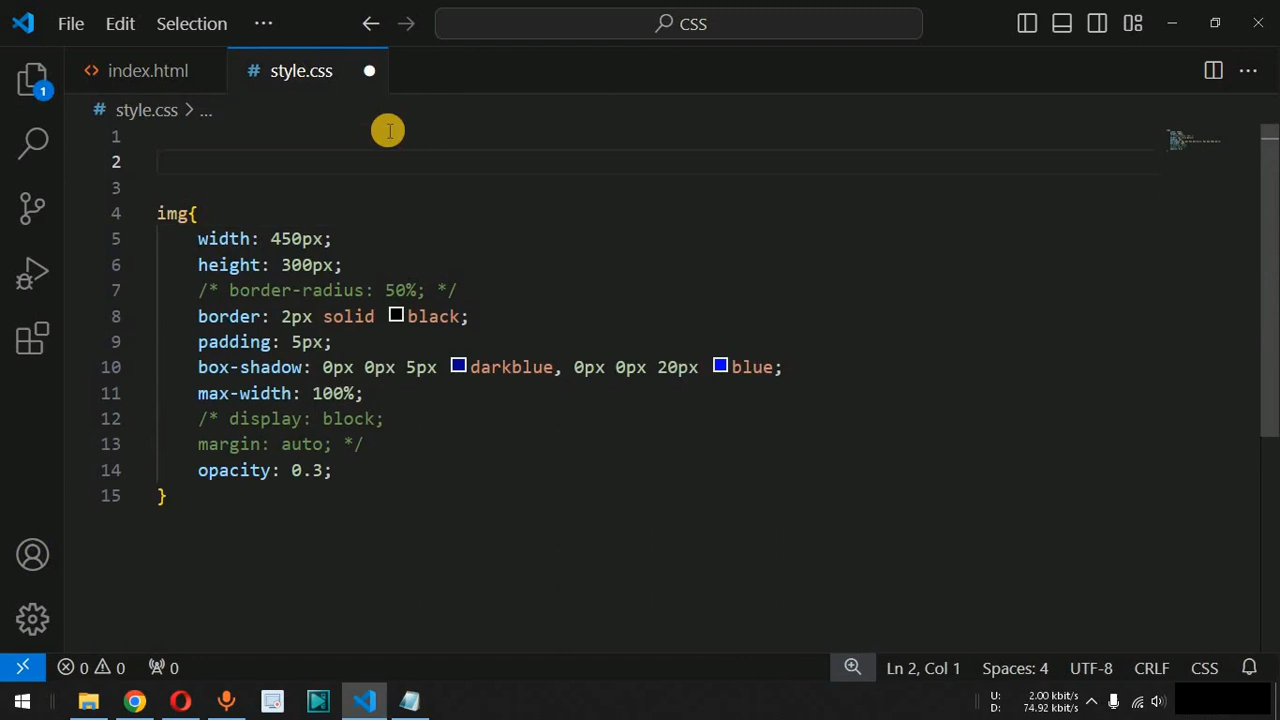 File Edit Selection ··· CSS
index.html # style.css
1
# style.css > ...
1
2
3
4 img{
5 width: 450px;
6 height: 300px;
7 /* border-radius: 50%; */
8 border: 2px solid black;
9 padding: 5px;
10 box-shadow: 0px 0px 5px darkblue, 0px 0px 20px blue;
11 max-width: 100%;
12 /* display: block;
13 margin: auto; */
14 opacity: 0.3;
15 }
0 0 0 Ln 2, Col 1 Spaces: 4 UTF-8 CRLF CSS
U: 2.00 kbit/s
D: 74.92 kbit/s